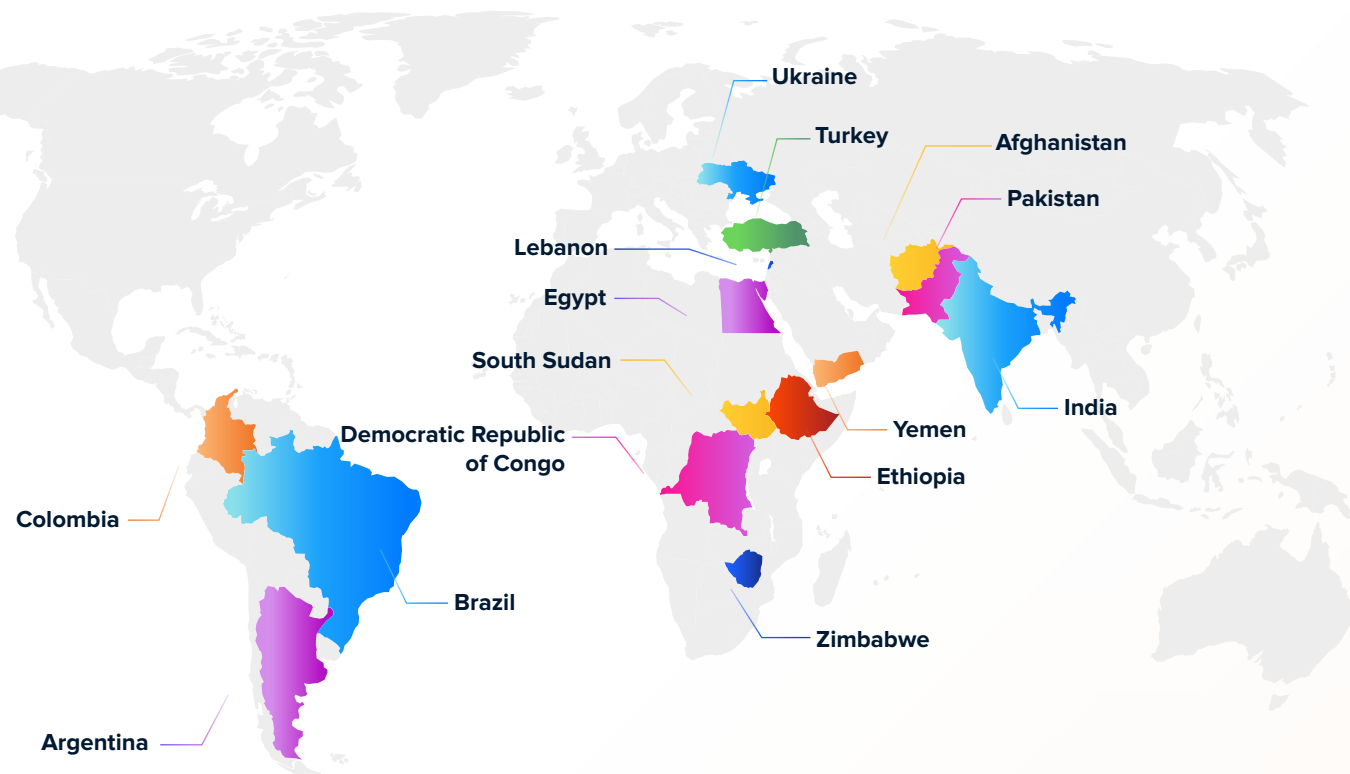 Ukraine
Turkey
Afghanistan
Pakistan
Lebanon
Egypt
South Sudan
India
Yemen
Democratic Republic
of Congo
Ethiopia
Colombia
Brazil
Zimbabwe
Argentina